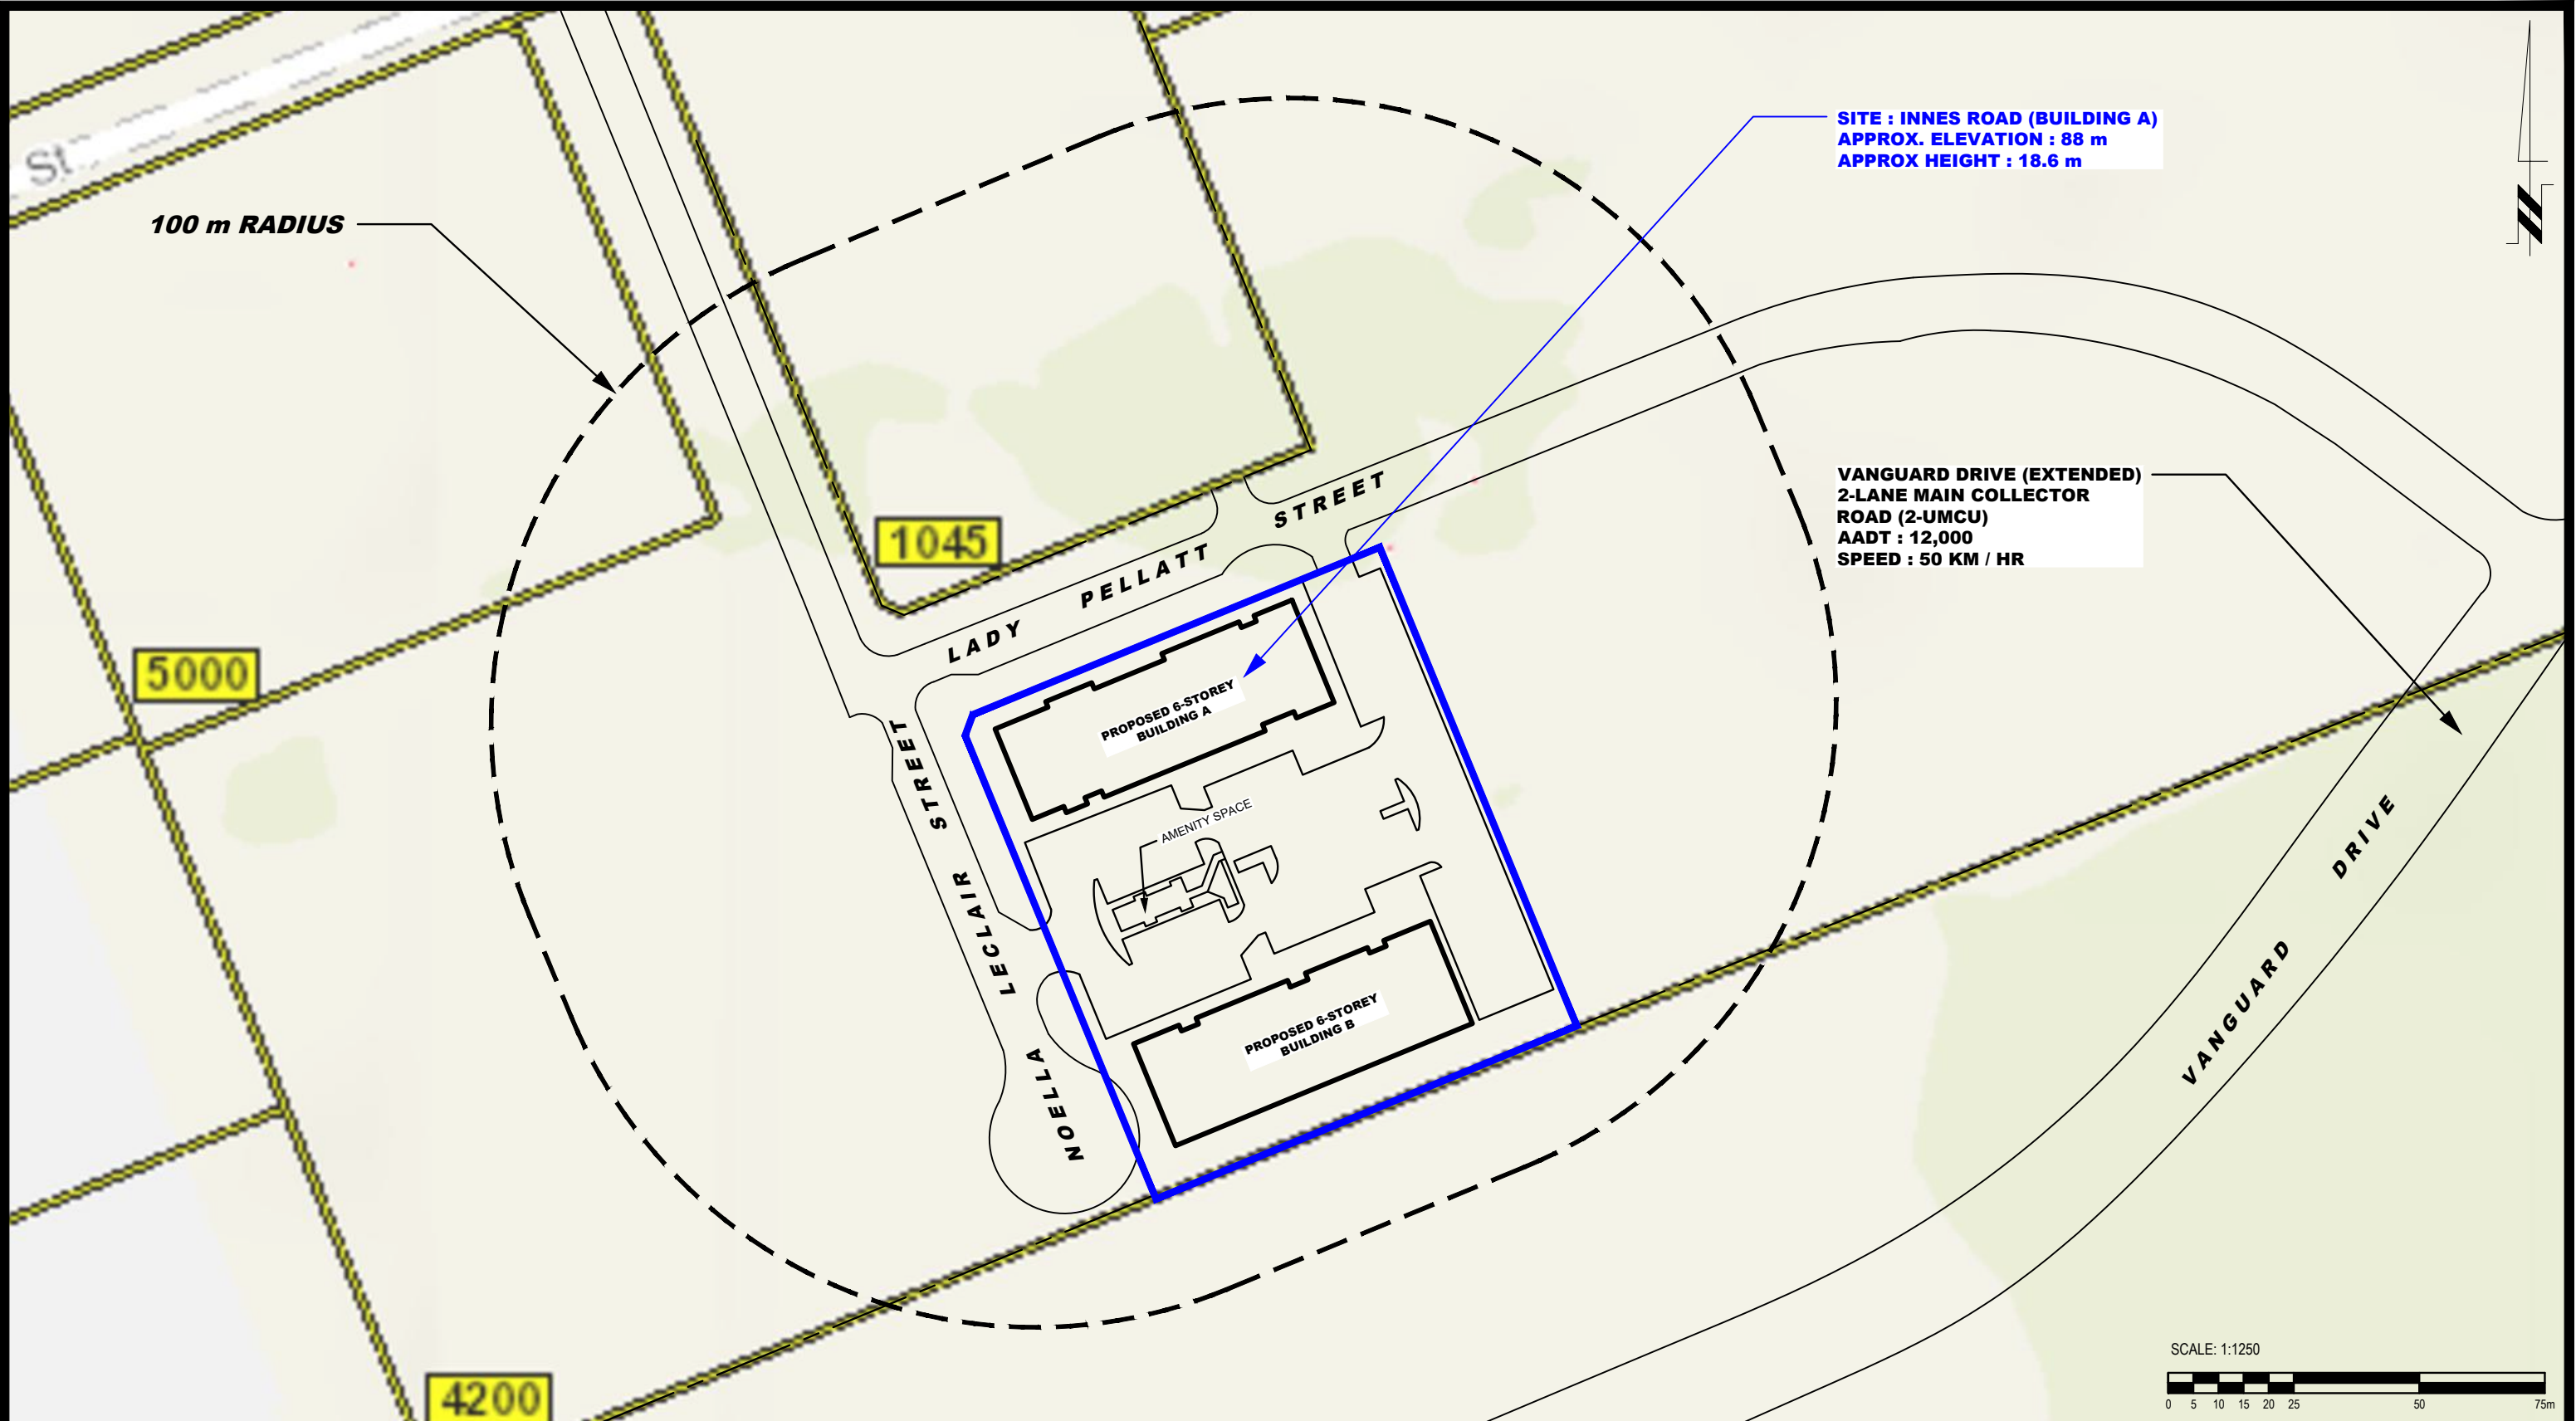 St
100 m RADIUS
SITE : INNES ROAD (BUILDING A)
APPROX. ELEVATION : 88 m
APPROX HEIGHT : 18.6 m
VANGUARD DRIVE (EXTENDED)
2-LANE MAIN COLLECTOR
ROAD (2-UMCU)
AADT : 12,000
SPEED : 50 KM / HR
1045
5000
4200
LADY PELLATT STREET
NOELLA LECLAIR STREET
PROPOSED 6-STOREY
BUILDING A
AMENITY SPACE
PROPOSED 6-STOREY
BUILDING B
VANGUARD DRIVE
SCALE: 1:1250
0 5 10 15 20 25 50 75m